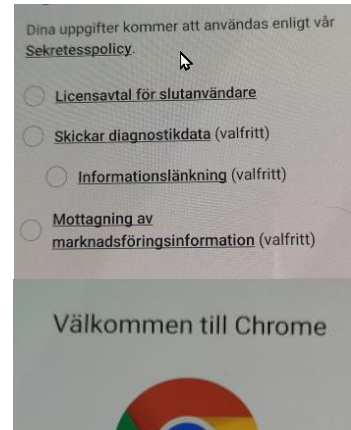 Dina uppgifter kommer att användas enligt vår
Sekretesspolicy.
Licensavtal för slutanvändare
Skickar diagnostikdata (valfritt)
Informationslänkning (valfritt)
Mottagning av
marknadsföringsinformation (valfritt)
Välkommen till Chrome